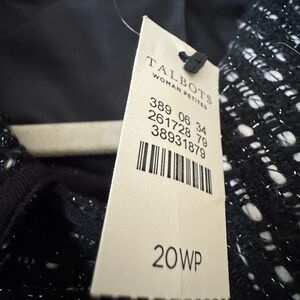 TALBOTS
WOMAN PETITES
389 06 34
261728 79
38931879
20WP